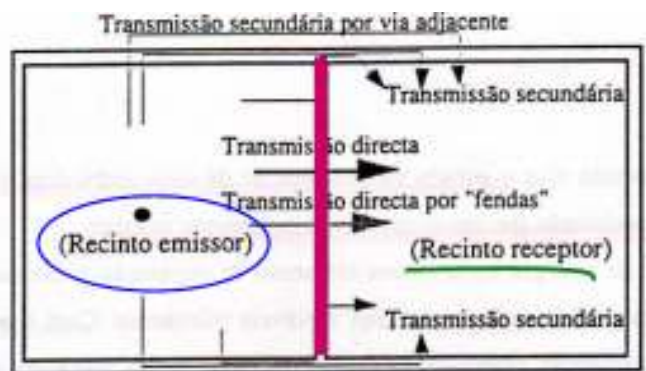 Transmissão secundária por via adjacente
Transmissão secundária
Transmissão directa
Transmissão directa por "fendas"
(Recinto emissor)
(Recinto receptor)
Transmissão secundária